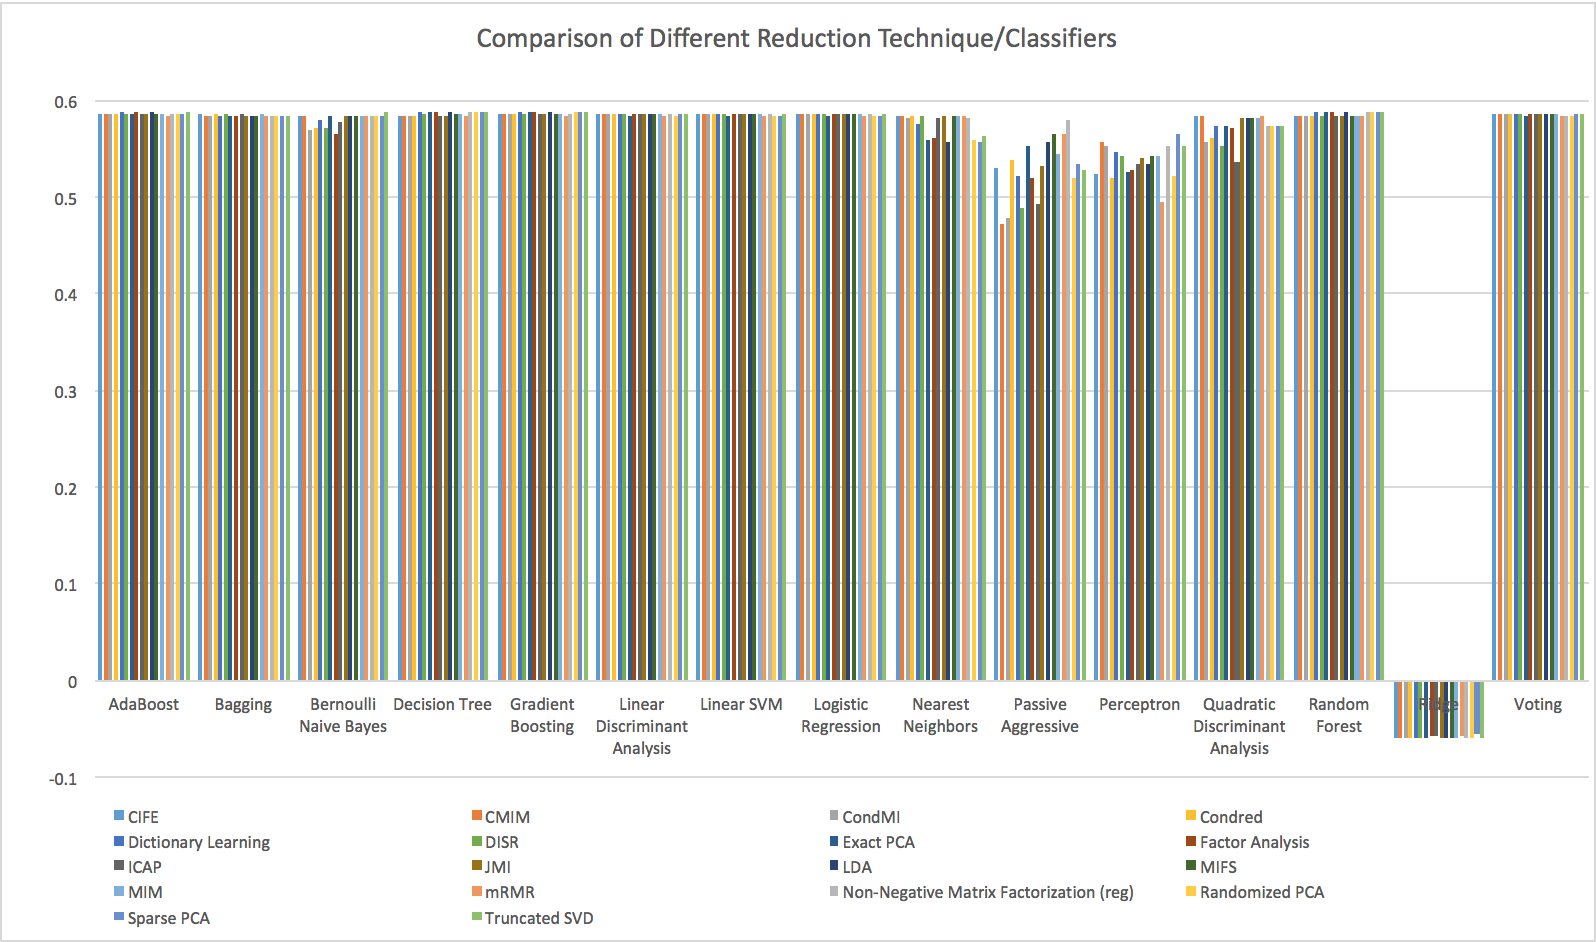 Comparison of Different Reduction Technique/Classifiers
0.6
0.5
0.4
0.3
0.2
0.1
0
-0.1
AdaBoost
Bagging
Bernoulli
Naive Bayes
Decision Tree
Gradient
Boosting
Linear
Discriminant
Analysis
Linear SVM
Logistic
Regression
Nearest
Neighbors
Passive
Aggressive
Perceptron
Quadratic
Discriminant
Analysis
Random
Forest
Ridge
Voting
CIFE
CMIM
CondMI
Condred
Dictionary Learning
DISR
Exact PCA
Factor Analysis
ICAP
JMI
LDA
MIFS
MIM
mRMR
Non-Negative Matrix Factorization (reg)
Randomized PCA
Sparse PCA
Truncated SVD